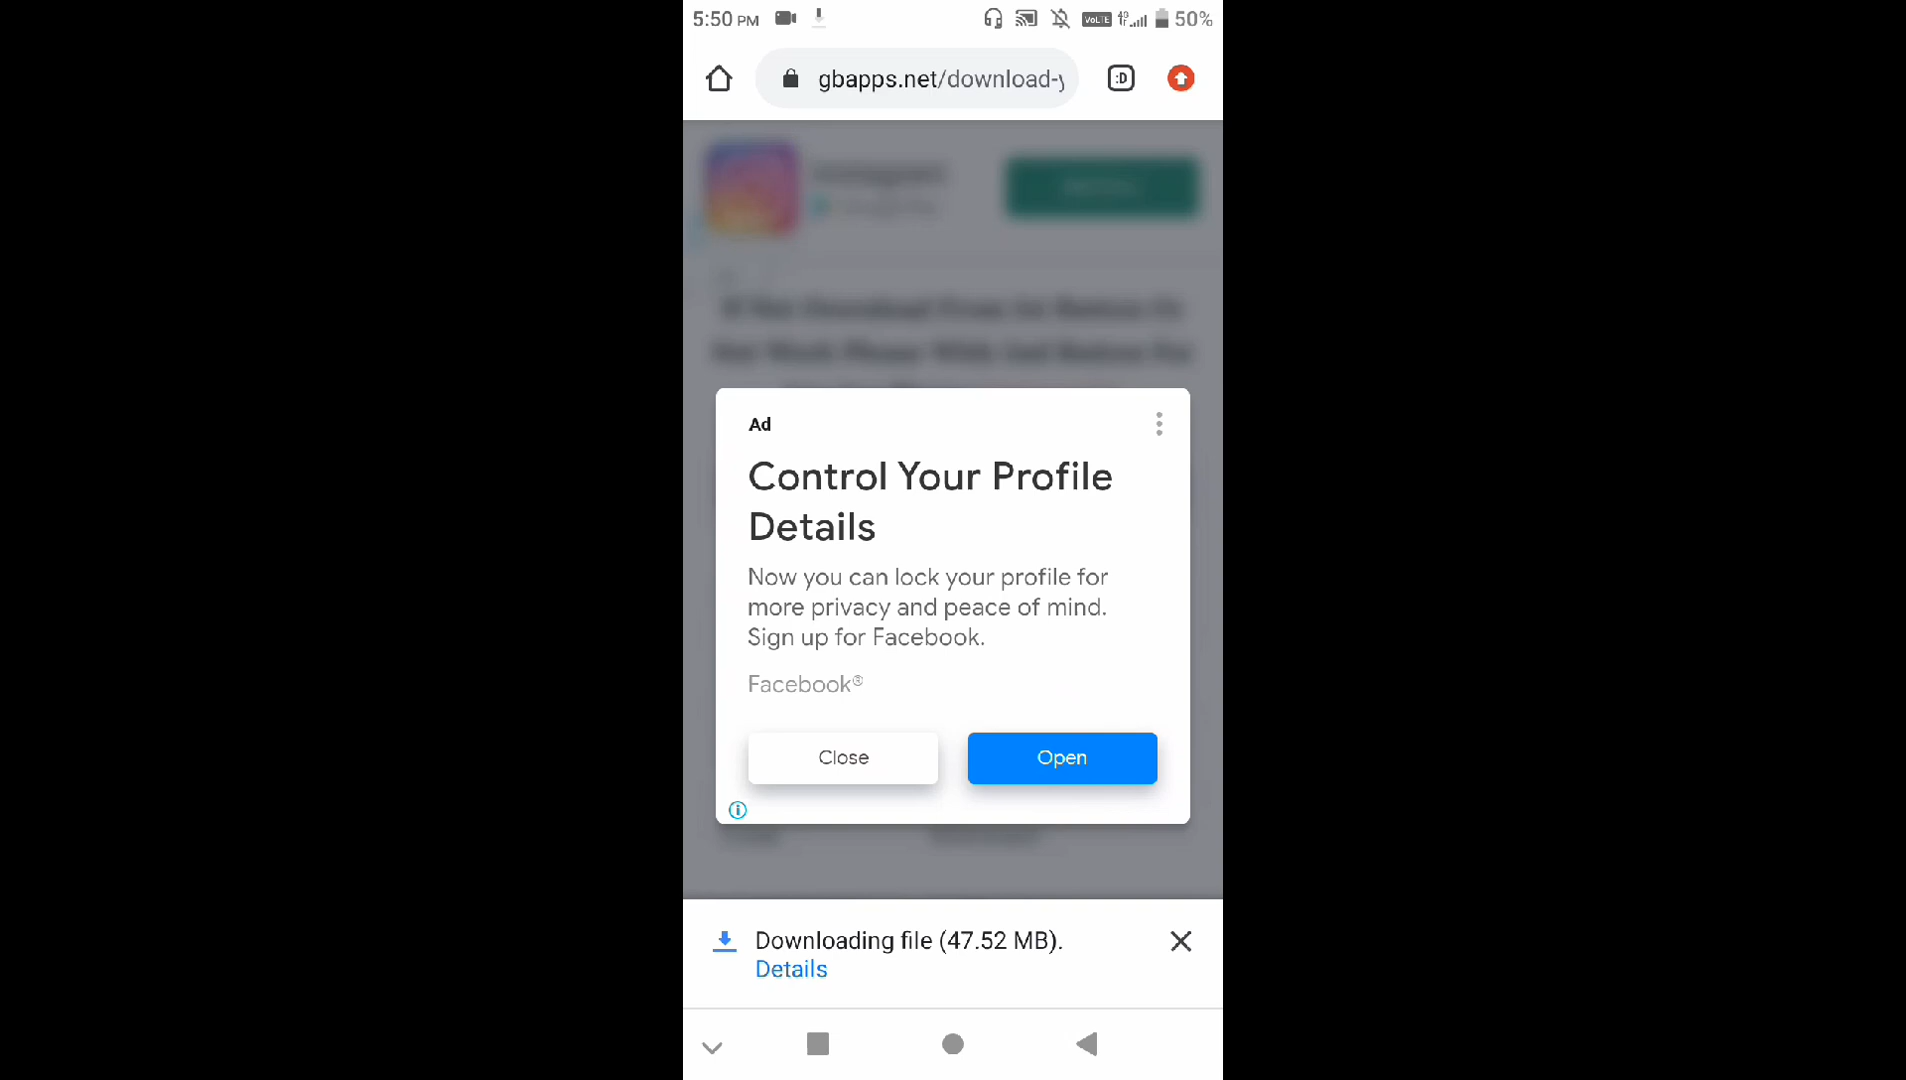 5:50 PM VoLTE 4G 50%
gbapps.net/download-y :D
Ad
Control Your Profile
Details
Now you can lock your profile for
more privacy and peace of mind.
Sign up for Facebook.
Facebook®
Close Open
Downloading file (47.52 MB).
Details